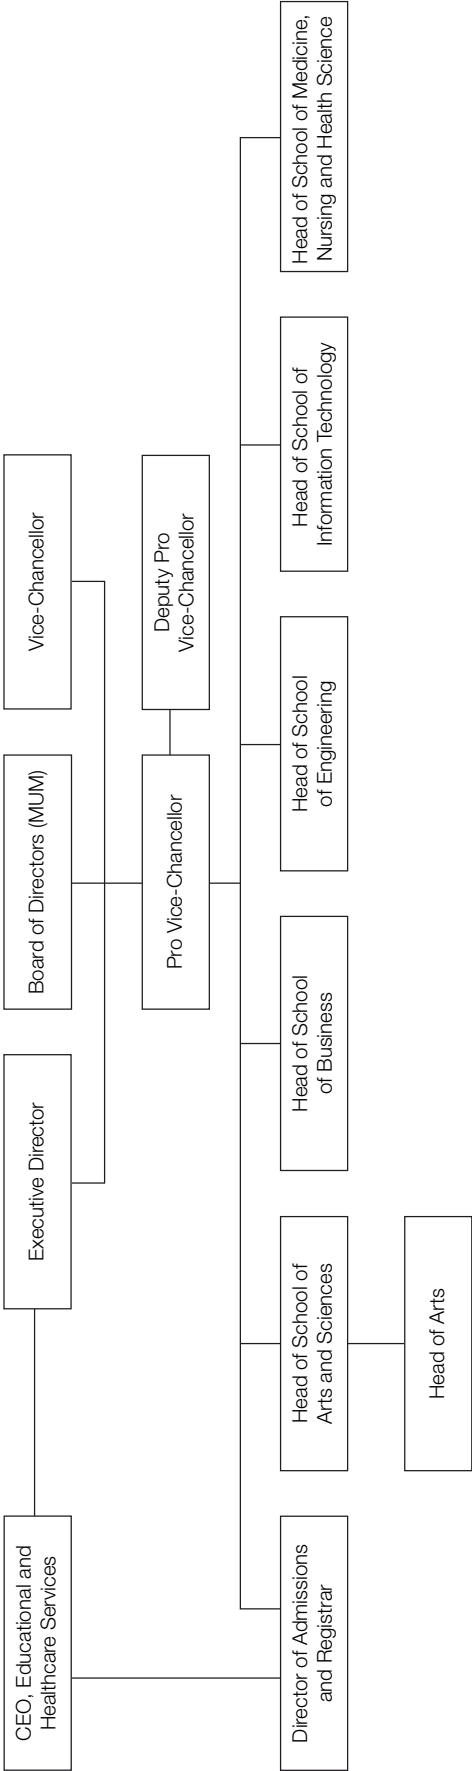 CEO, Educational and
Healthcare Services
Executive Director
Board of Directors (MUM)
Vice-Chancellor
Pro Vice-Chancellor
Deputy Pro
Vice-Chancellor
Director of Admissions
and Registrar
Head of School of
Arts and Sciences
Head of School
of Business
Head of School
of Engineering
Head of School of
Information Technology
Head of School of Medicine,
Nursing and Health Science
Head of Arts